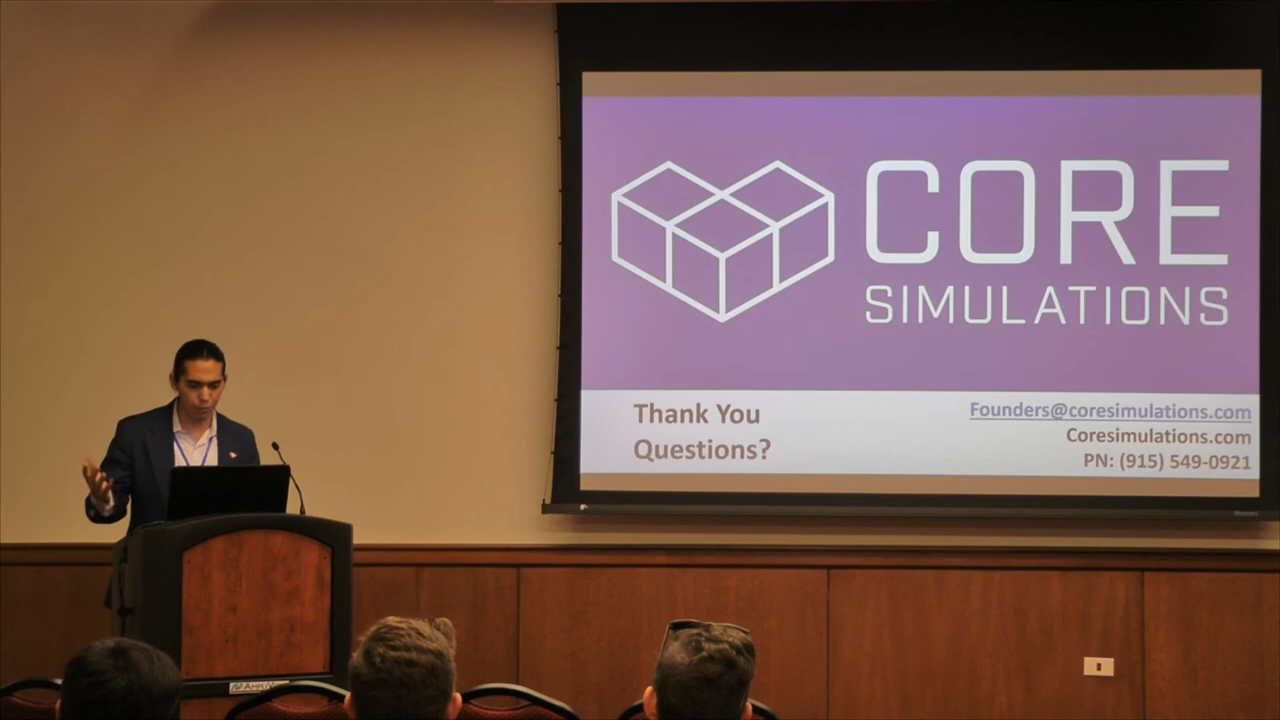 CORE
SIMULATIONS
Thank You
Questions?
Founders@coresimulations.com
Coresimulations.com
PN: (915) 549-0921